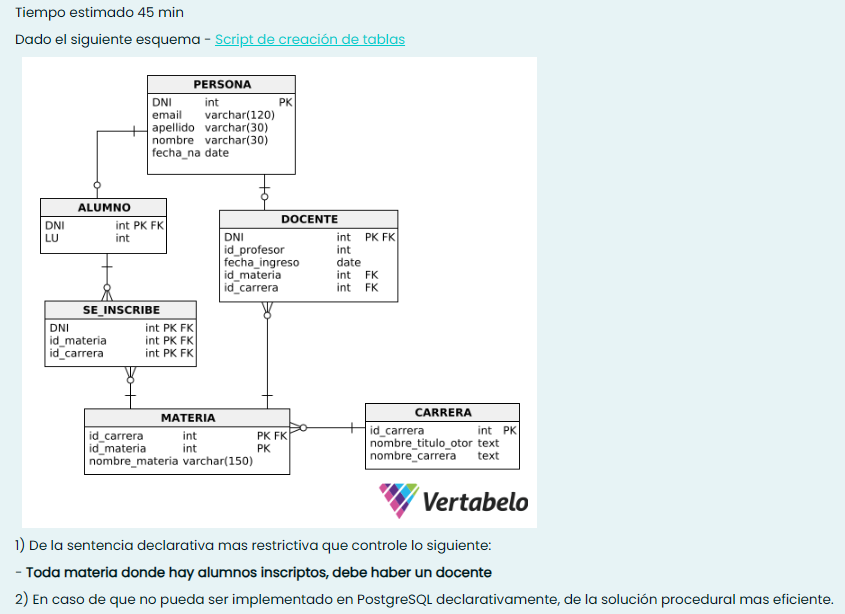 Tiempo estimado 45 min
Dado el siguiente esquema - Script de creación de tablas
PERSONA
DNI int PK
email varchar(120)
apellido varchar(30)
nombre varchar(30)
fecha_na date
ALUMNO
DNI int PK FK
LU int
DOCENTE
DNI int PK FK
id_profesor int
fecha_ingreso date
id_materia int FK
id_carrera int FK
SE_INSCRIBE
DNI int PK FK
id_materia int PK FK
id_carrera int PK FK
MATERIA
id_carrera int PK FK
id_materia int PK
nombre_materia varchar(150)
CARRERA
id_carrera int PK
nombre_titulo_otor text
nombre_carrera text
Vertabelo
1) De la sentencia declarativa mas restrictiva que controle lo siguiente:
- Toda materia donde hay alumnos inscriptos, debe haber un docente
2) En caso de que no pueda ser implementado en PostgreSQL declarativamente, de la solución procedural mas eficiente.